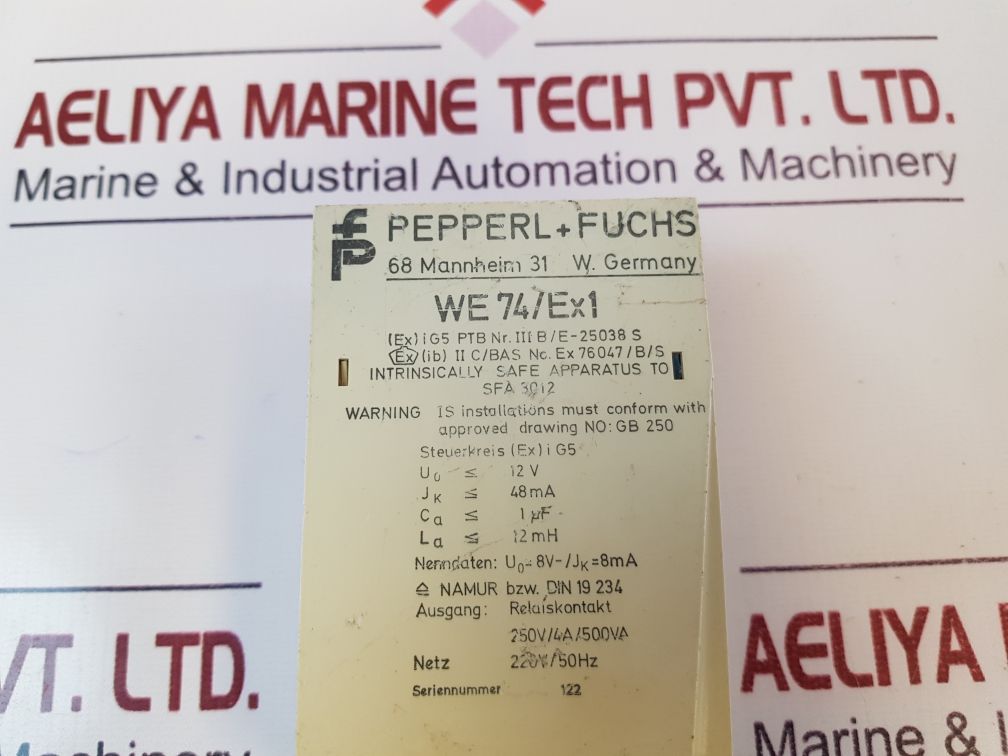 AELIYA MARINE TECH PVT. LTD.
Marine & Industrial Automation & Machinery
PEPPERL+FUCHS
68 Mannheim 31 W. Germany
WE 74/Ex1
(Ex)iG5 PTB Nr. III B/E-25038 S
Ex (ib) II C/BAS No. Ex 76047/B/S
INTRINSICALLY SAFE APPARATUS TO
SFA 3012
WARNING IS installations must conform with
approved drawing NO: GB 250
Steuerkreis (Ex)i G5
U₀ ≤ 12 V
JK ≤ 48mA
Ca ≤ 1 µF
La ≤ 12 mH
Nenndaten: U₀=8V-/JK=8mA
≙ NAMUR bzw. DIN 19 234
Ausgang: Relaiskontakt
250V/4A/500VA
Netz 220V/50Hz
Seriennummer 122
VT. LTD.
AELIYA
Machinery
Marine & I